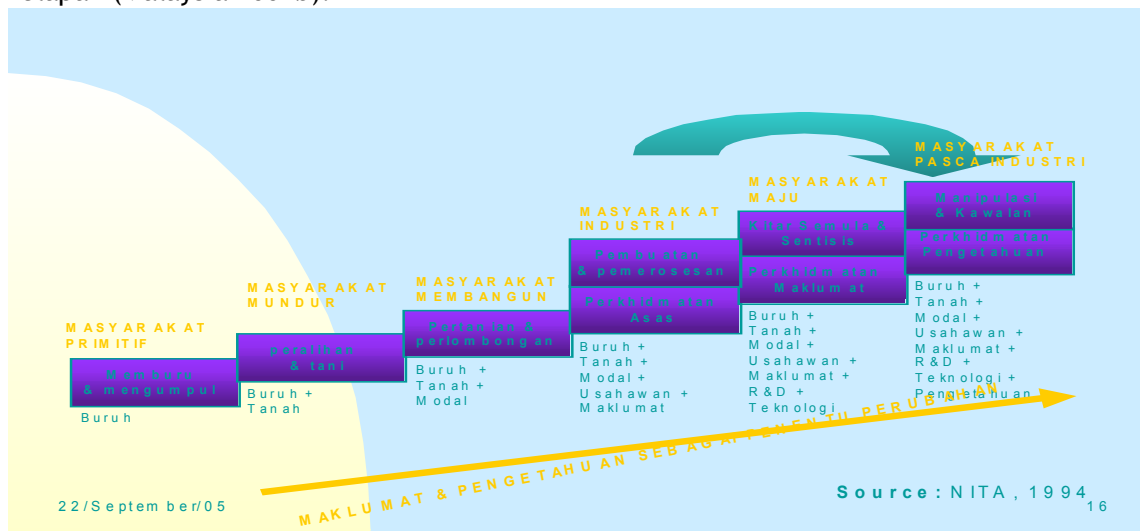 MASYARAKAT
PRIMITIF
Memburu
& mengumpul
Buruh
MASYARAKAT
MUNDUR
peralihan
& tani
Buruh +
Tanah
MASYARAKAT
MEMBANGUN
Pertanian &
perlombongan
Buruh +
Tanah +
Modal
MASYARAKAT
INDUSTRI
Pembuatan
& pemerosesan
Perkhidmatan
Asas
Buruh +
Tanah +
Modal +
Usahawan +
Maklumat
MASYARAKAT
MAJU
Kitar Semula &
Sentisis
Perkhidmatan
Maklumat
Buruh +
Tanah +
Modal +
Usahawan +
Maklumat +
R&D +
Teknologi
MASYARAKAT
PASCA INDUSTRI
Manipulasi
& Kawalan
Perkhidmatan
Pengetahuan
Buruh +
Tanah +
Modal +
Usahawan +
Maklumat +
R&D +
Teknologi +
Pengetahuan
MAKLUMAT & PENGETAHUAN SEBAGAI PENENTU PERUBAHAN
22/September/05
Source: NITA, 1994
16